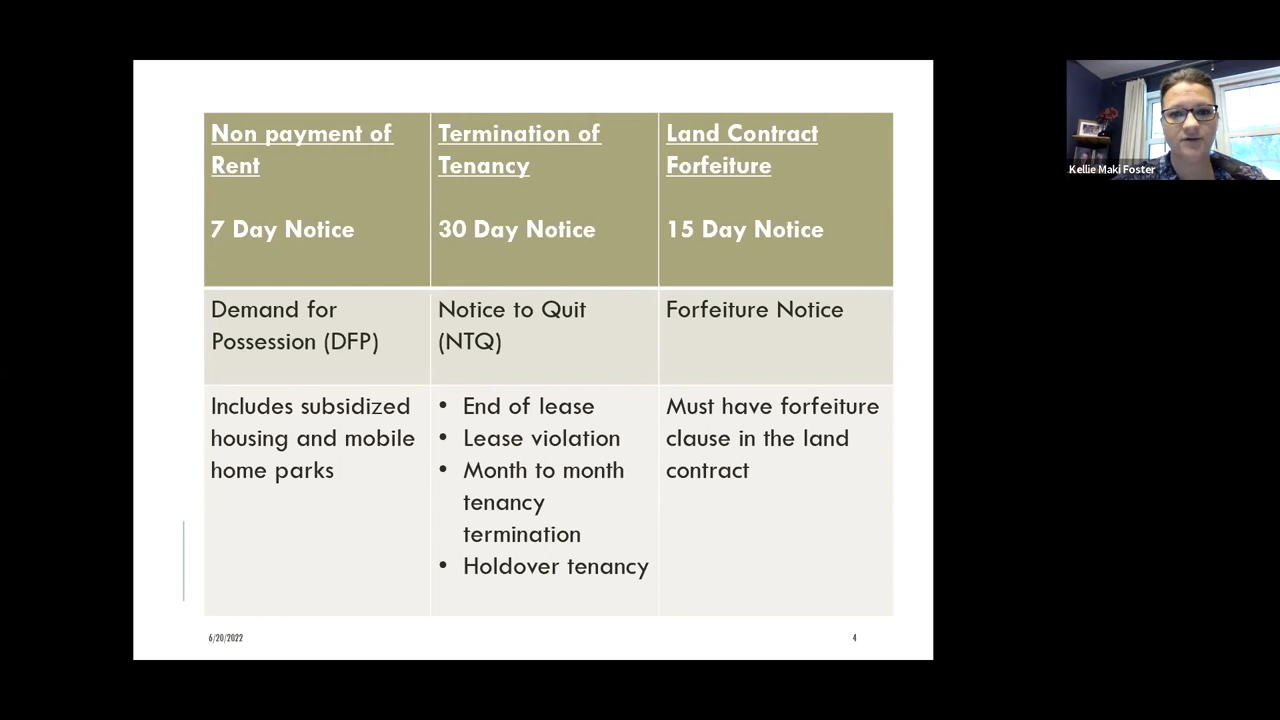 Non payment of
Rent
7 Day Notice
Termination of
Tenancy
30 Day Notice
Land Contract
Forfeiture
15 Day Notice
Demand for
Possession (DFP)
Notice to Quit
(NTQ)
Forfeiture Notice
Includes subsidized
housing and mobile
home parks
• End of lease
• Lease violation
• Month to month
tenancy
termination
• Holdover tenancy
Must have forfeiture
clause in the land
contract
6/20/2022
4
Kellie Maki Foster